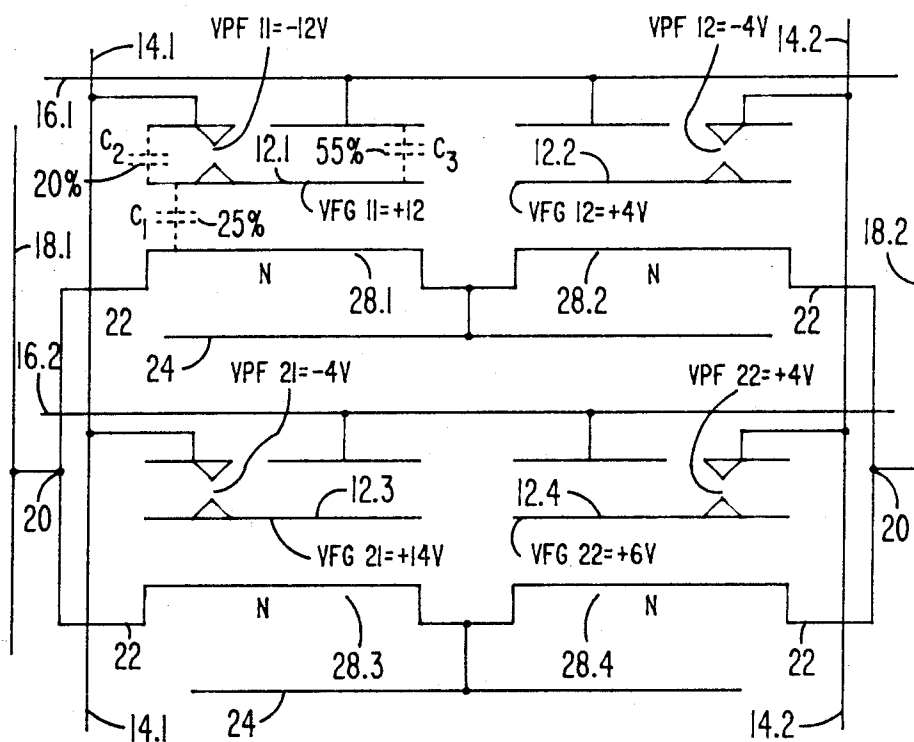 14.1
VPF 11=-12V
VPF 12=-4V
14.2
16.1
C2
20%
12.1
55%
C3
12.2
C1
25%
VFG 11=+12
VFG 12=+4V
18.1
18.2
N
28.1
28.2
N
22
22
16.2
24
VPF 21=-4V
VPF 22=+4V
20
12.3
12.4
20
VFG 21=+14V
VFG 22=+6V
N
N
22
28.3
28.4
22
14.1
24
14.2